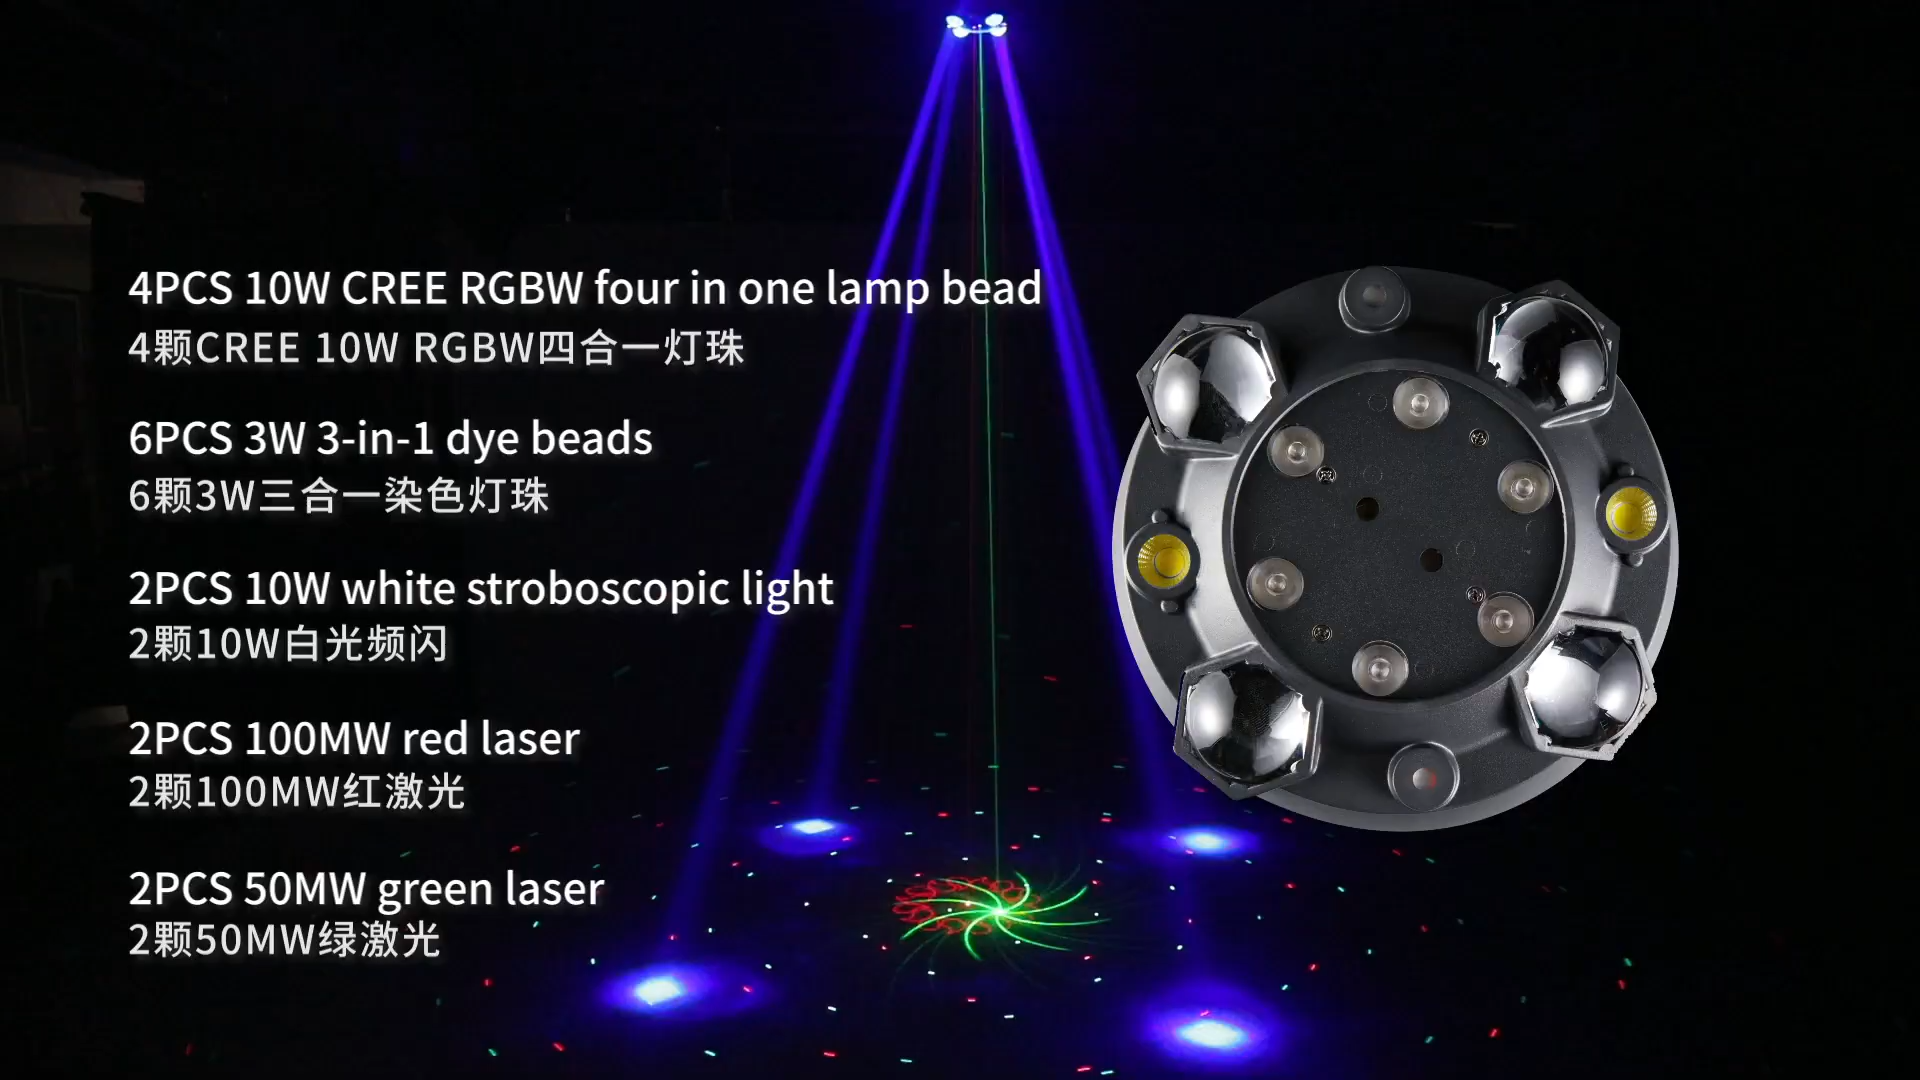 4PCS 10W CREE RGBW four in one lamp bead
4颗CREE 10W RGBW四合一灯珠
6PCS 3W 3-in-1 dye beads
6颗3W三合一染色灯珠
2PCS 10W white stroboscopic light
2颗10W白光频闪
2PCS 100MW red laser
2颗100MW红激光
2PCS 50MW green laser
2颗50MW绿激光